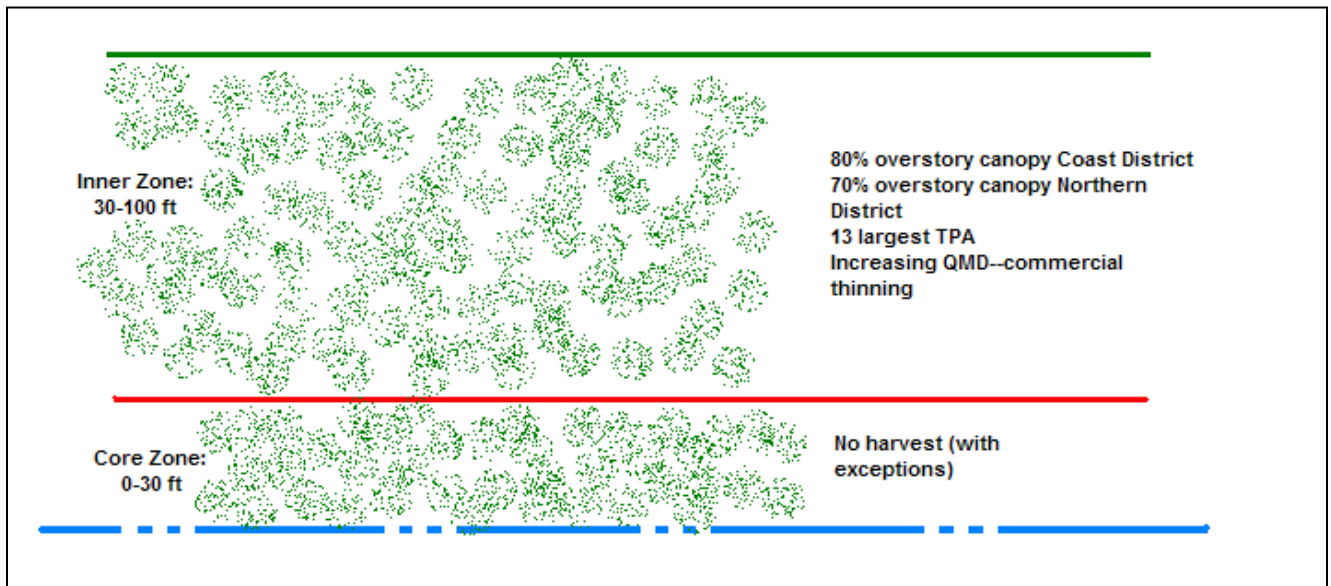 Inner Zone:
30-100 ft
80% overstory canopy Coast District
70% overstory canopy Northern
District
13 largest TPA
Increasing QMD--commercial
thinning
Core Zone:
0-30 ft
No harvest (with
exceptions)